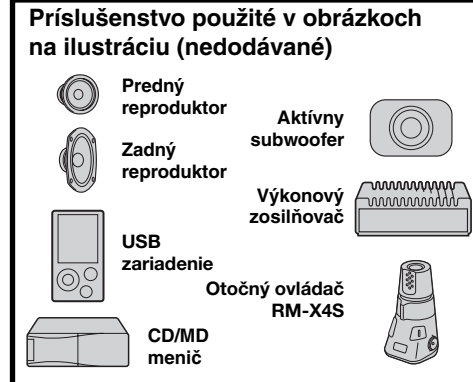 Príslušenstvo použité v obrázkoch
na ilustráciu (nedodávané)
Predný
reproduktor
Zadný
reproduktor
USB
zariadenie
CD/MD
menič
Aktívny
subwoofer
Výkonový
zosilňovač
Otočný ovládač
RM-X4S